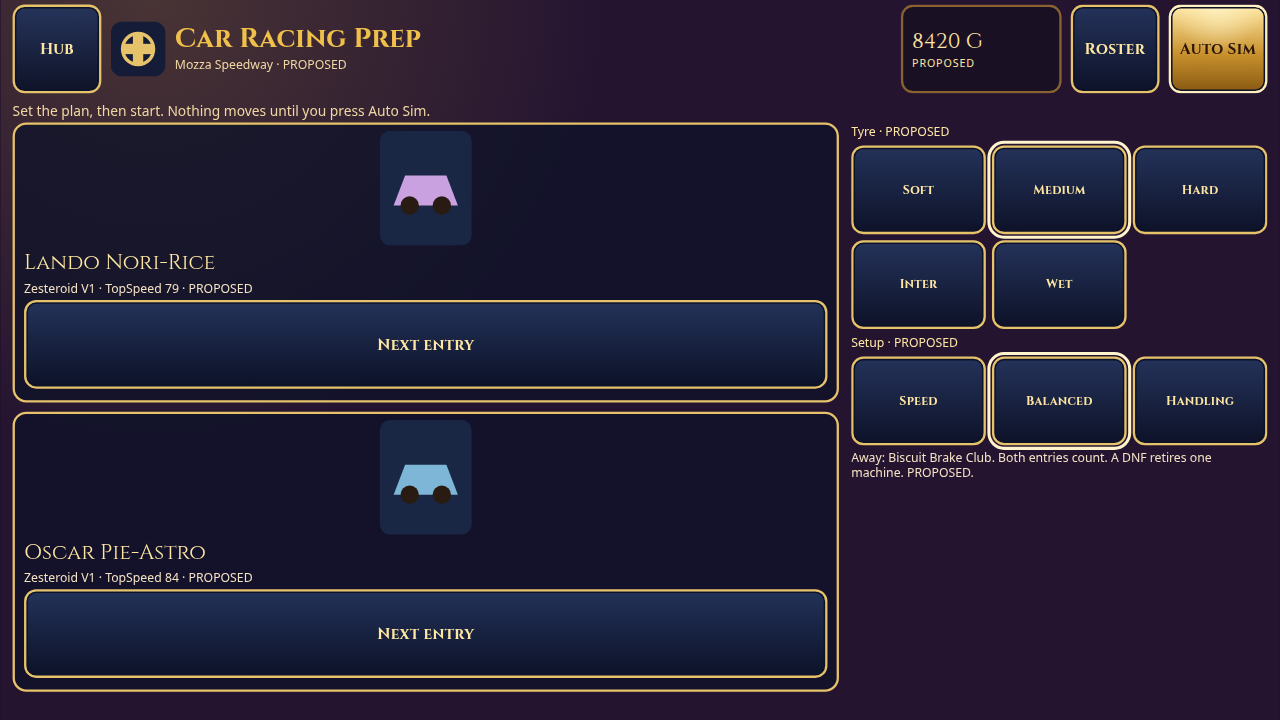 Hub
Car Racing Prep
Mozza Speedway · PROPOSED
8420 G
PROPOSED
Roster
Auto Sim
Set the plan, then start. Nothing moves until you press Auto Sim.
Lando Nori-Rice
Zesteroid V1 · TopSpeed 79 · PROPOSED
Next entry
Oscar Pie-Astro
Zesteroid V1 · TopSpeed 84 · PROPOSED
Next entry
Tyre · PROPOSED
Soft
Medium
Hard
Inter
Wet
Setup · PROPOSED
Speed
Balanced
Handling
Away: Biscuit Brake Club. Both entries count. A DNF retires one
machine. PROPOSED.